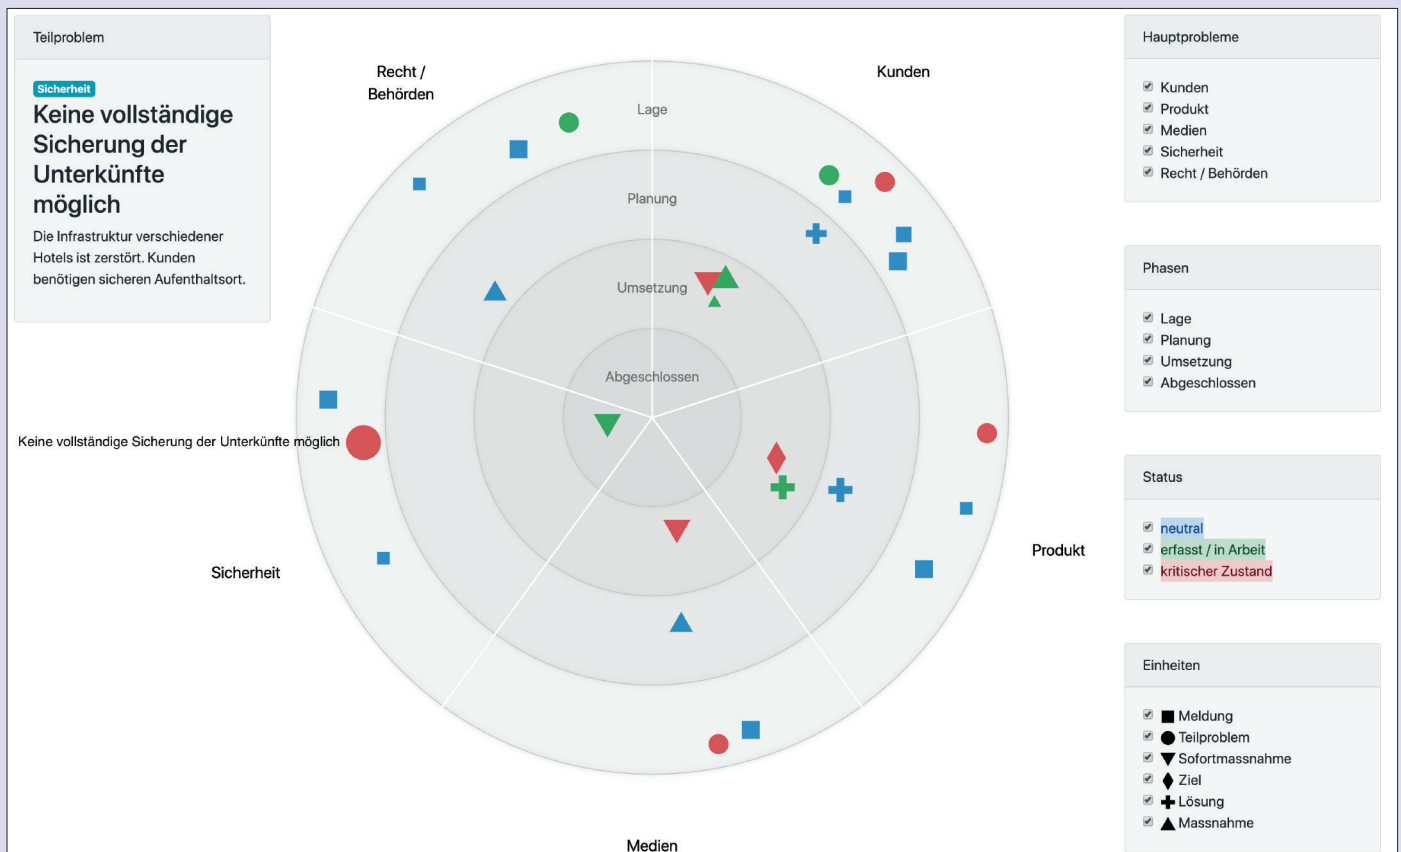 Teilproblem
Sicherheit
Keine vollständige
Sicherung der
Unterkünfte
möglich
Die Infrastruktur verschiedener
Hotels ist zerstört. Kunden
benötigen sicheren Aufenthaltsort.
Recht /
Behörden
Kunden
Lage
Planung
Umsetzung
Abgeschlossen
Keine vollständige Sicherung der Unterkünfte möglich
Sicherheit
Produkt
Medien
Hauptprobleme
Kunden
Produkt
Medien
Sicherheit
Recht / Behörden
Phasen
Lage
Planung
Umsetzung
Abgeschlossen
Status
neutral
erfasst / in Arbeit
kritischer Zustand
Einheiten
Meldung
Teilproblem
Sofortmassnahme
Ziel
Lösung
Massnahme